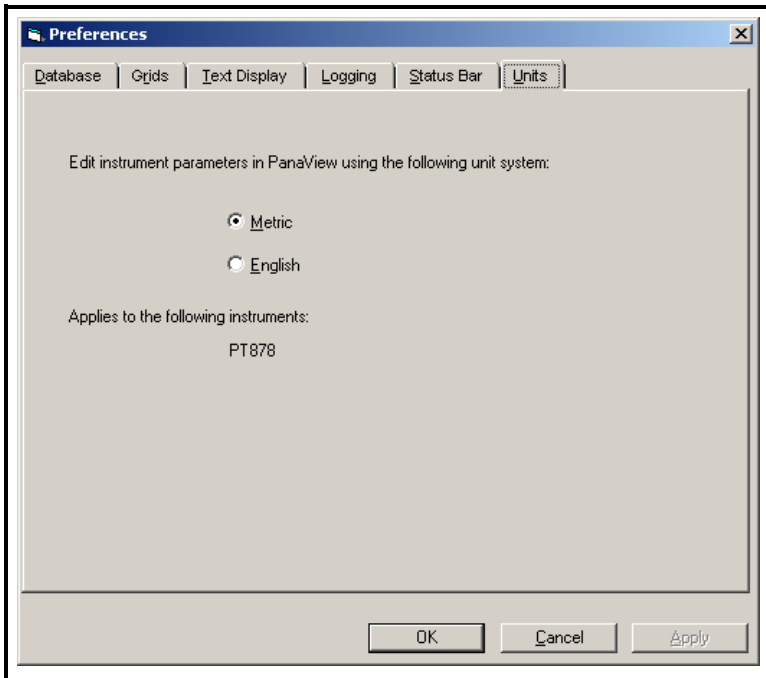 Preferences
Database Grids Text Display Logging Status Bar Units
Edit instrument parameters in PanaView using the following unit system:
Metric
English
Applies to the following instruments:
PT878
OK Cancel Apply